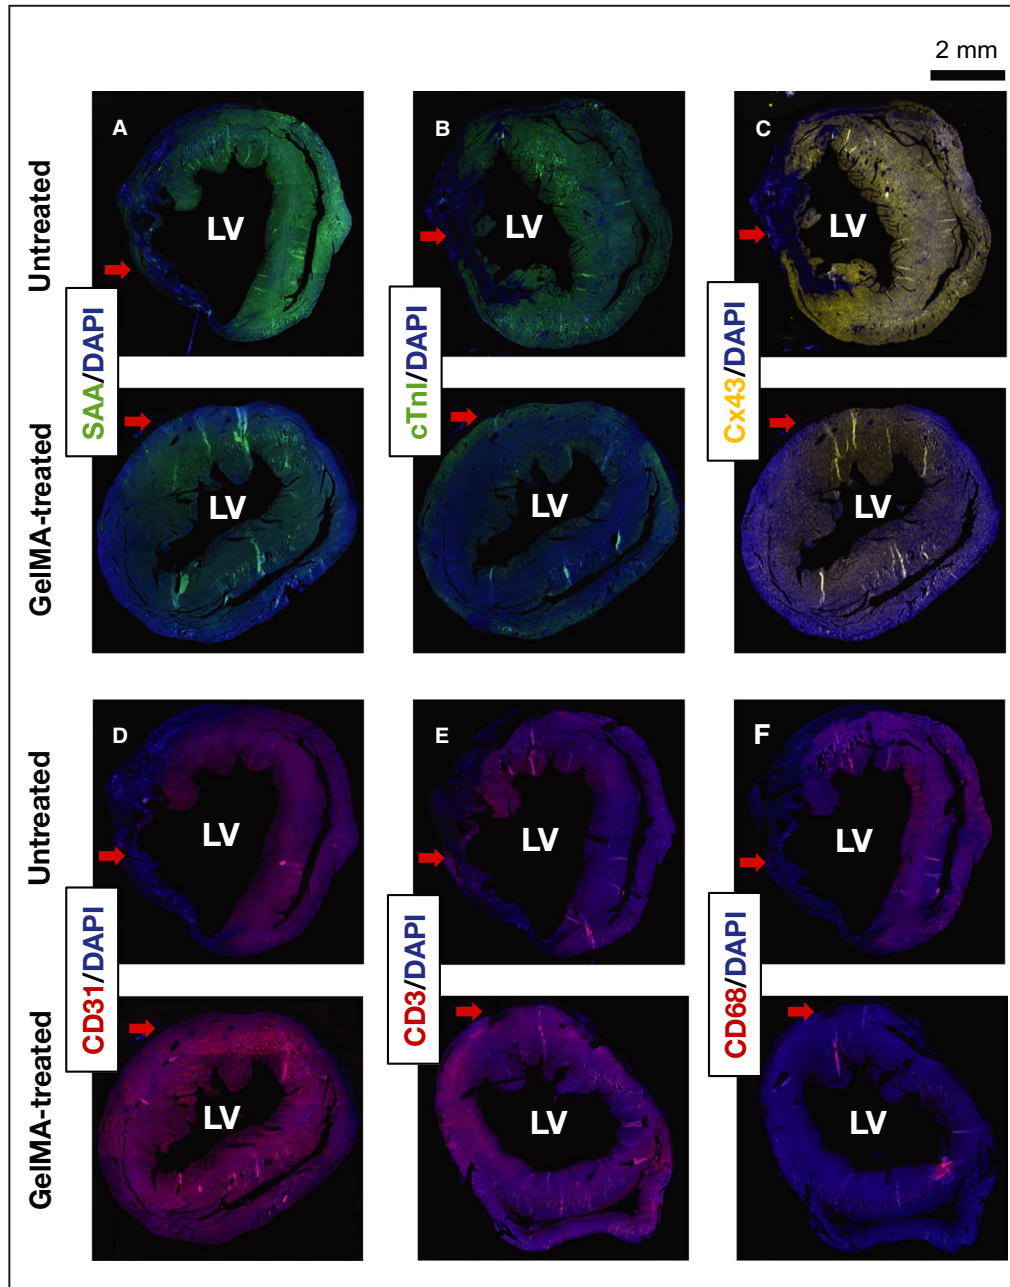 2 mm
Untreated
A
LV
B
LV
C
LV
SAA/DAPI
cTnI/DAPI
Cx43/DAPI
GelMA-treated
LV
LV
LV
Untreated
D
LV
E
LV
F
LV
CD31/DAPI
CD3/DAPI
CD68/DAPI
GelMA-treated
LV
LV
LV